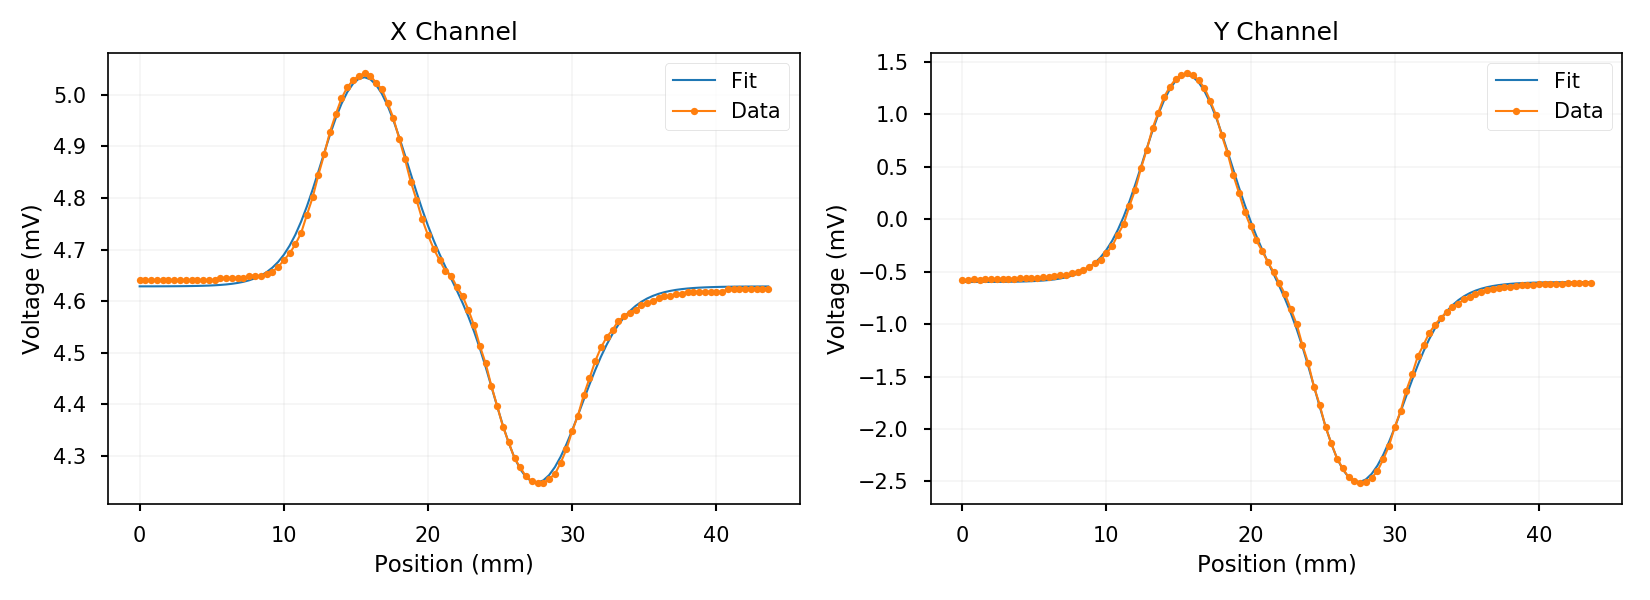 X Channel
Voltage (mV)
5.0
4.9
4.8
4.7
4.6
4.5
4.4
4.3
0
10
20
30
40
Position (mm)
Fit
Data
Y Channel
Voltage (mV)
1.5
1.0
0.5
0.0
−0.5
−1.0
−1.5
−2.0
−2.5
0
10
20
30
40
Position (mm)
Fit
Data